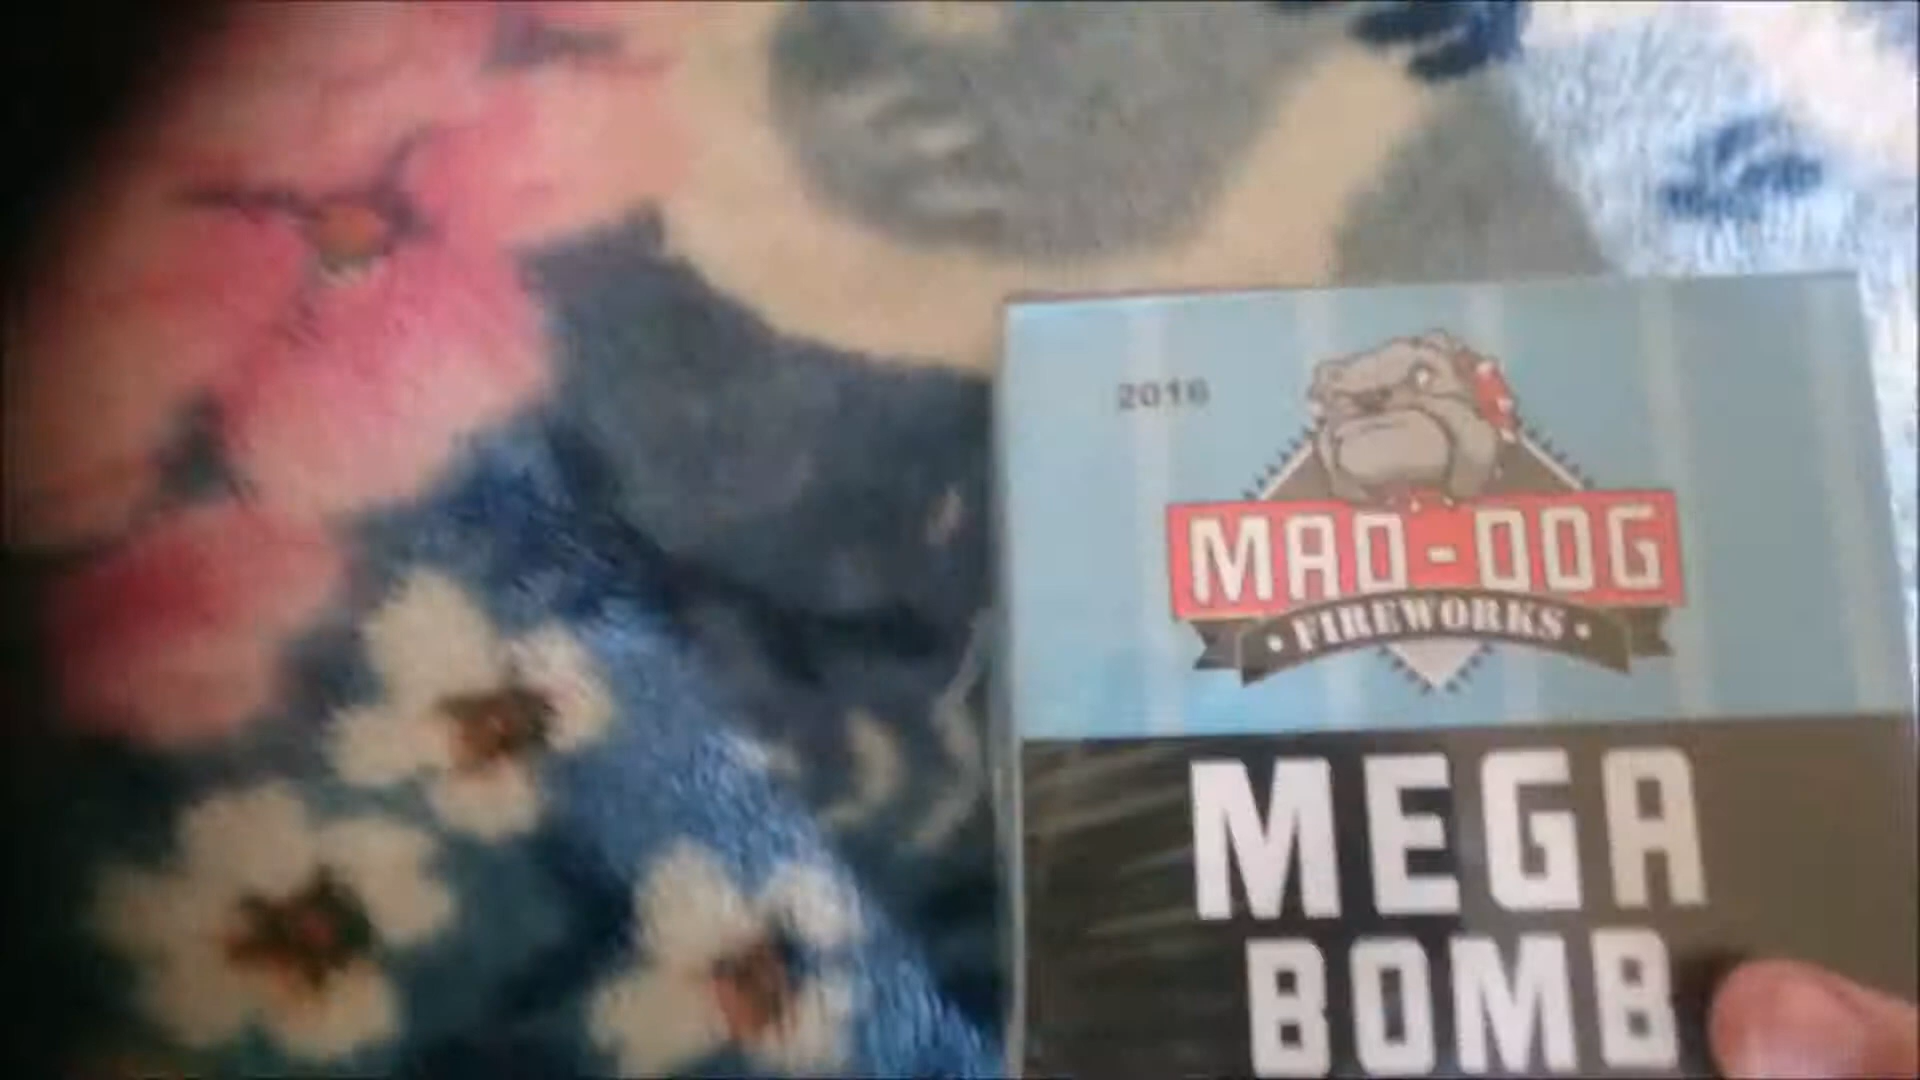 2016
MAD-DOG
• FIREWORKS •
MEGA
BOMB